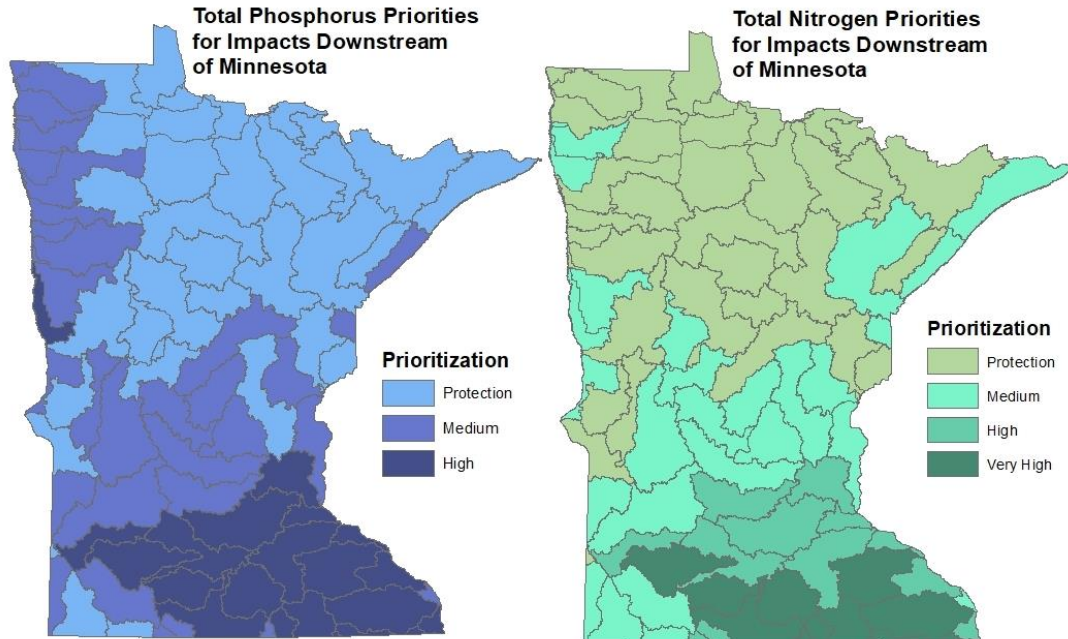 Total Phosphorus Priorities
for Impacts Downstream
of Minnesota
Prioritization
Protection
Medium
High
Total Nitrogen Priorities
for Impacts Downstream
of Minnesota
Prioritization
Protection
Medium
High
Very High